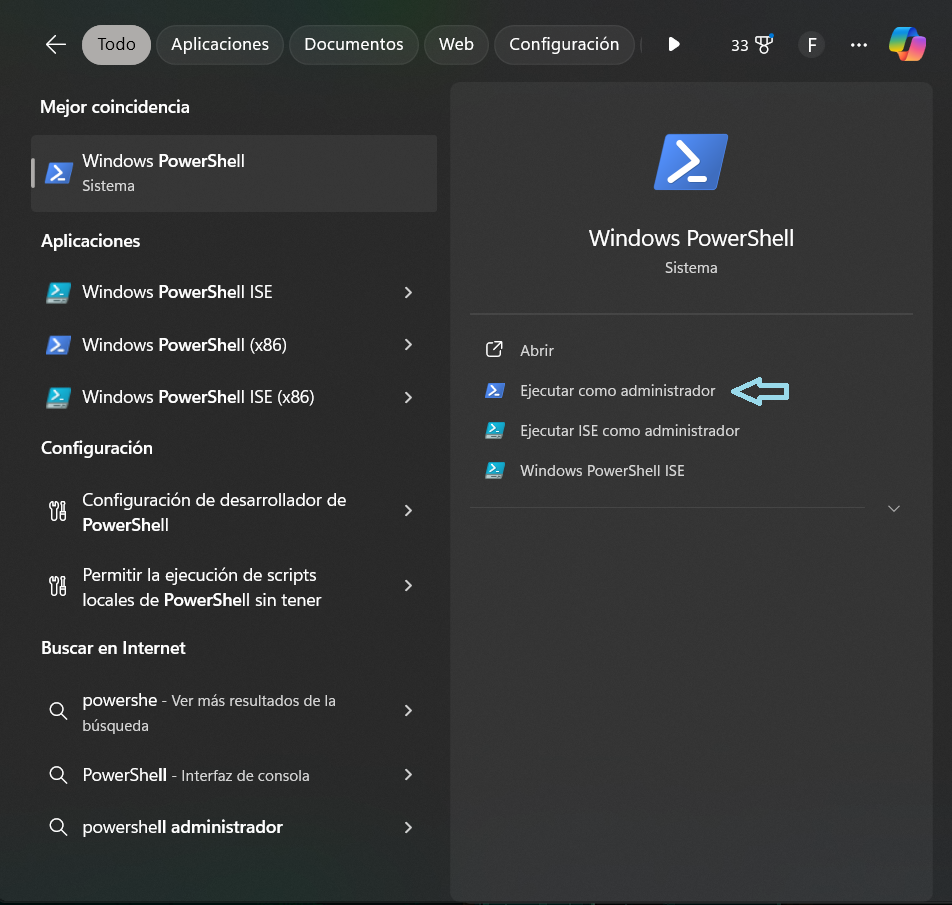 Todo
Aplicaciones
Documentos
Web
Configuración
33
F
Mejor coincidencia
Windows PowerShell
Sistema
Aplicaciones
Windows PowerShell ISE
Windows PowerShell (x86)
Windows PowerShell ISE (x86)
Configuración
Configuración de desarrollador de
PowerShell
Permitir la ejecución de scripts
locales de PowerShell sin tener
Buscar en Internet
powershe - Ver más resultados de la
búsqueda
PowerShell - Interfaz de consola
powershell administrador
Windows PowerShell
Sistema
Abrir
Ejecutar como administrador
Ejecutar ISE como administrador
Windows PowerShell ISE